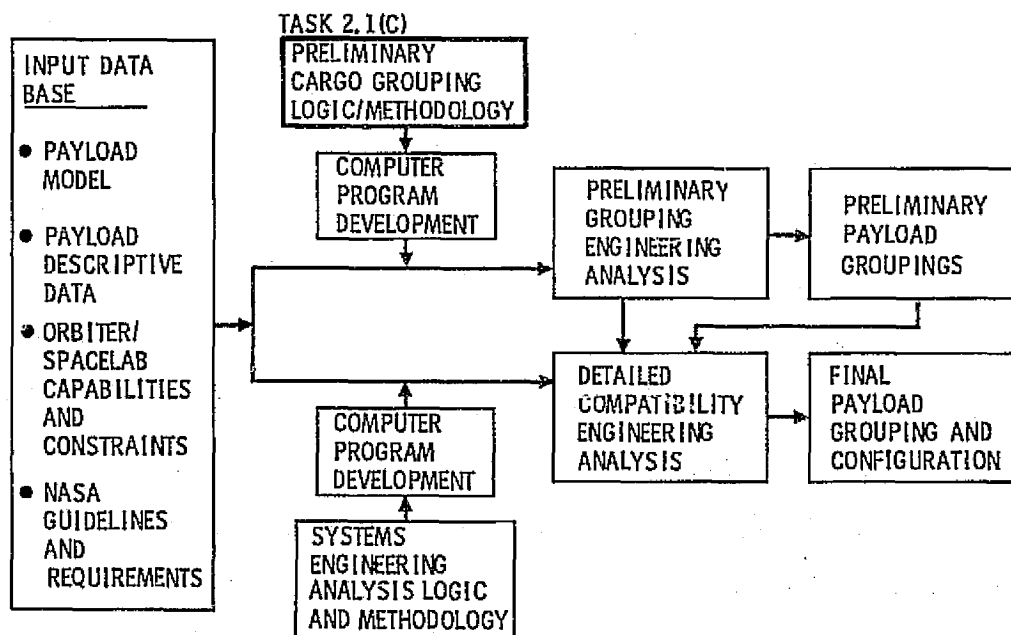 TASK 2.1(C)
INPUT DATA
BASE
● PAYLOAD
MODEL
● PAYLOAD
DESCRIPTIVE
DATA
● ORBITER/
SPACELAB
CAPABILITIES
AND
CONSTRAINTS
● NASA
GUIDELINES
AND
REQUIREMENTS
PRELIMINARY
CARGO GROUPING
LOGIC/METHODOLOGY
COMPUTER
PROGRAM
DEVELOPMENT
PRELIMINARY
GROUPING
ENGINEERING
ANALYSIS
PRELIMINARY
PAYLOAD
GROUPINGS
DETAILED
COMPATIBILITY
ENGINEERING
ANALYSIS
FINAL
PAYLOAD
GROUPING AND
CONFIGURATION
COMPUTER
PROGRAM
DEVELOPMENT
SYSTEMS
ENGINEERING
ANALYSIS LOGIC
AND METHODOLOGY